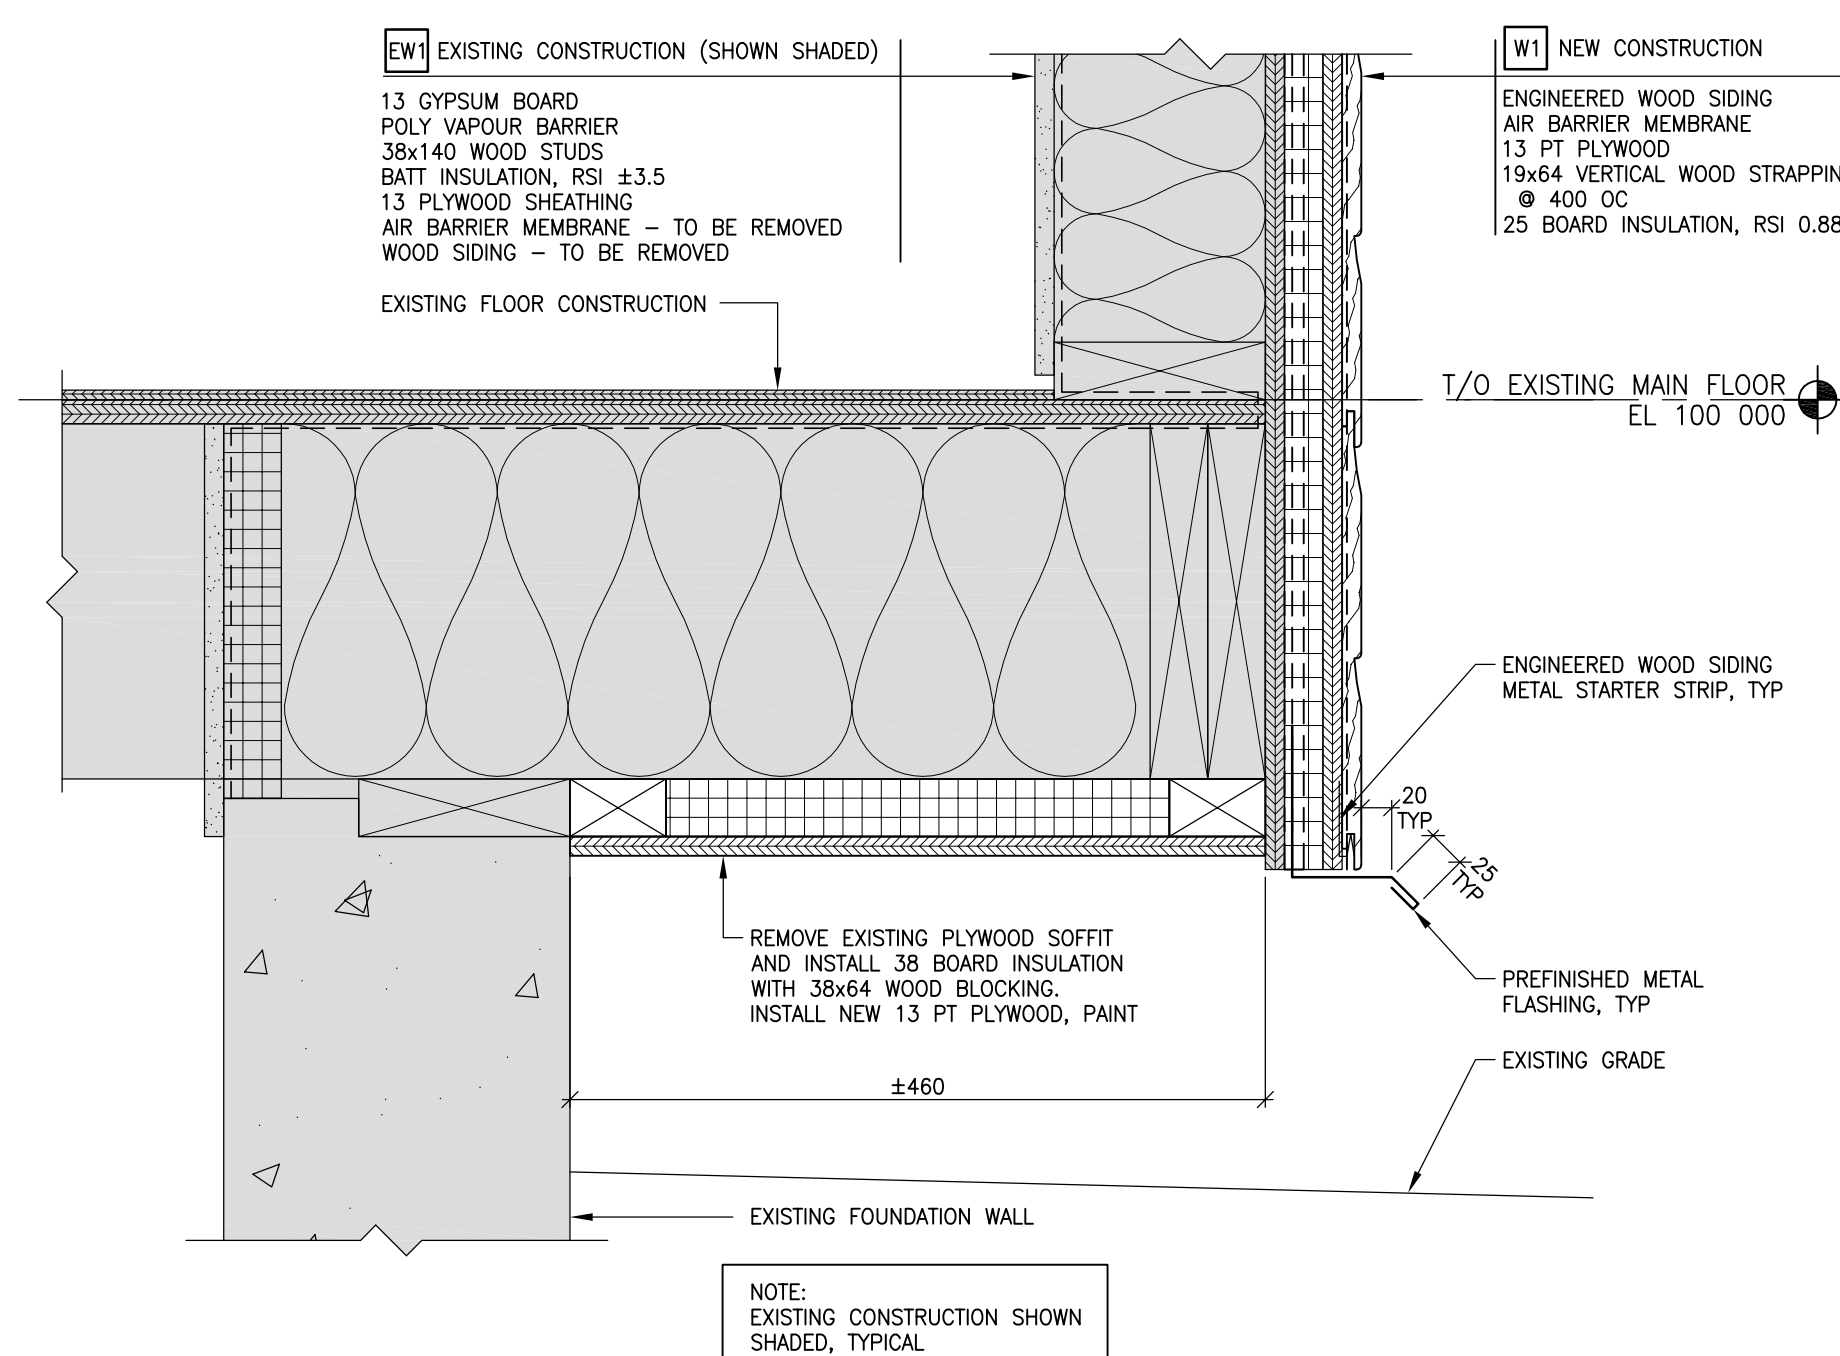 EW1 EXISTING CONSTRUCTION (SHOWN SHADED)
13 GYPSUM BOARD
POLY VAPOUR BARRIER
38x140 WOOD STUDS
BATT INSULATION, RSI ±3.5
13 PLYWOOD SHEATHING
AIR BARRIER MEMBRANE – TO BE REMOVED
WOOD SIDING – TO BE REMOVED
EXISTING FLOOR CONSTRUCTION
W1 NEW CONSTRUCTION
ENGINEERED WOOD SIDING
AIR BARRIER MEMBRANE
13 PT PLYWOOD
19x64 VERTICAL WOOD STRAPPIN
@ 400 OC
25 BOARD INSULATION, RSI 0.88
T/O EXISTING MAIN FLOOR
EL 100 000
ENGINEERED WOOD SIDING
METAL STARTER STRIP, TYP
20
TYP
25
TYP
REMOVE EXISTING PLYWOOD SOFFIT
AND INSTALL 38 BOARD INSULATION
WITH 38x64 WOOD BLOCKING.
INSTALL NEW 13 PT PLYWOOD, PAINT
PREFINISHED METAL
FLASHING, TYP
EXISTING GRADE
±460
EXISTING FOUNDATION WALL
NOTE:
EXISTING CONSTRUCTION SHOWN
SHADED, TYPICAL